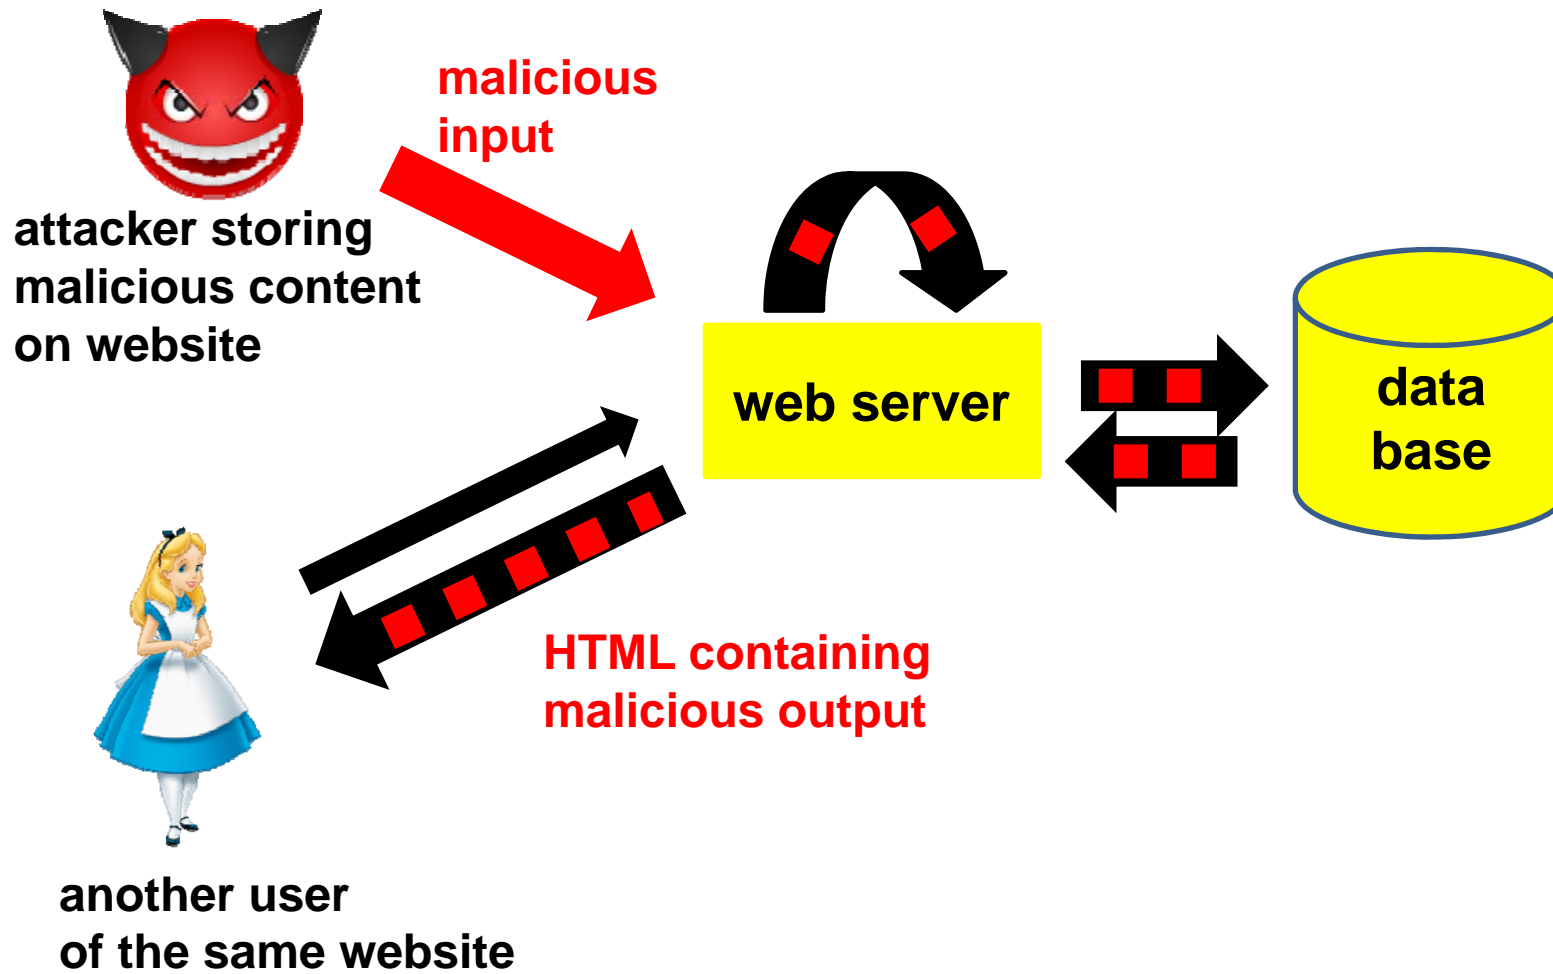 malicious
input
attacker storing
malicious content
on website
web server
data
base
HTML containing
malicious output
another user
of the same website